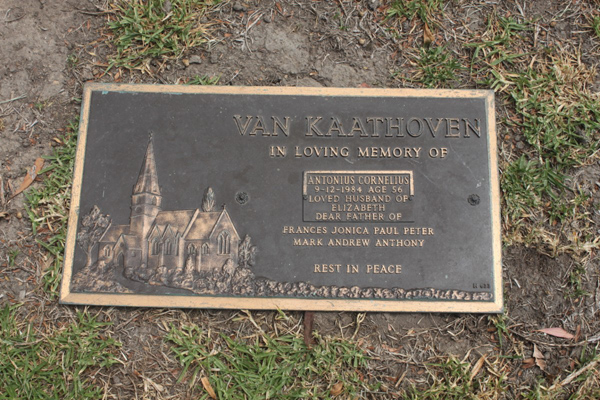 VAN KAATHOVEN
IN LOVING MEMORY OF
ANTONIUS CORNELIUS
9-12-1984 AGE 56
LOVED HUSBAND OF
ELIZABETH
DEAR FATHER OF
FRANCES JONICA PAUL PETER
MARK ANDREW ANTHONY
REST IN PEACE